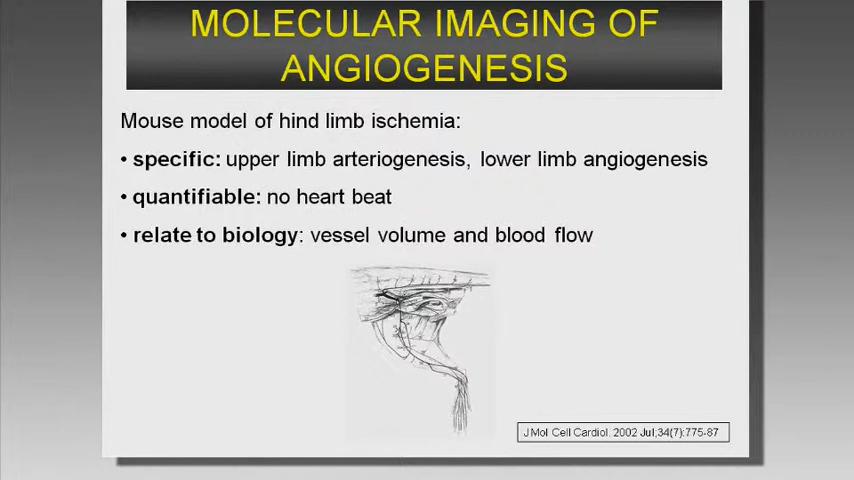 MOLECULAR IMAGING OF
ANGIOGENESIS
Mouse model of hind limb ischemia:
• specific: upper limb arteriogenesis, lower limb angiogenesis
• quantifiable: no heart beat
• relate to biology: vessel volume and blood flow
J Mol Cell Cardiol. 2002 Jul;34(7):775-87